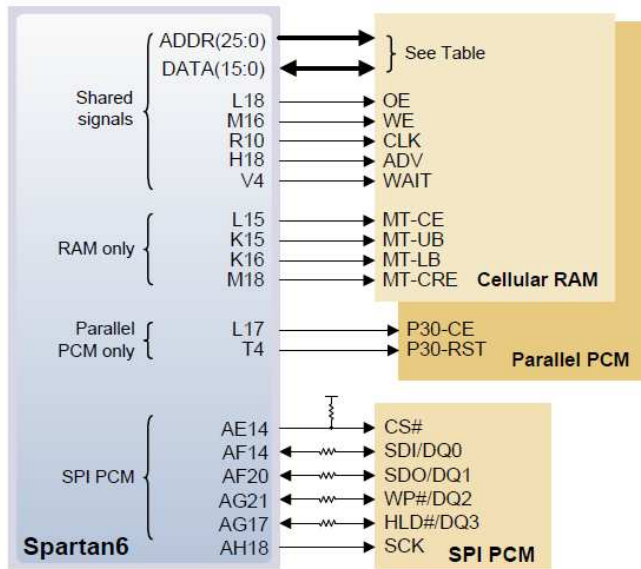 ADDR(25:0)
DATA(15:0)
See Table
Shared
signals
L18 OE
M16 WE
R10 CLK
H18 ADV
V4 WAIT
RAM only
L15 MT-CE
K15 MT-UB
K16 MT-LB
M18 MT-CRE
Cellular RAM
Parallel
PCM only
L17 P30-CE
T4 P30-RST
Parallel PCM
SPI PCM
AE14 CS#
AF14 SDI/DQ0
AF20 SDO/DQ1
AG21 WP#/DQ2
AG17 HLD#/DQ3
AH18 SCK
Spartan6
SPI PCM